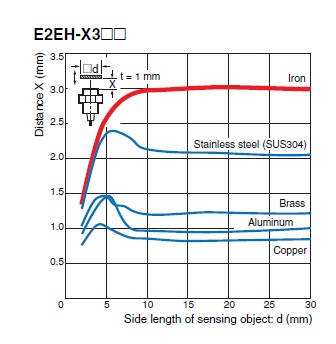 E2EH-X3□□
Distance X (mm)
3.5
3.0
2.5
2.0
1.5
1.0
0.5
□d
X
t = 1 mm
Iron
Stainless steel (SUS304)
Brass
Aluminum
Copper
0 5 10 15 20 25 30
Side length of sensing object: d (mm)